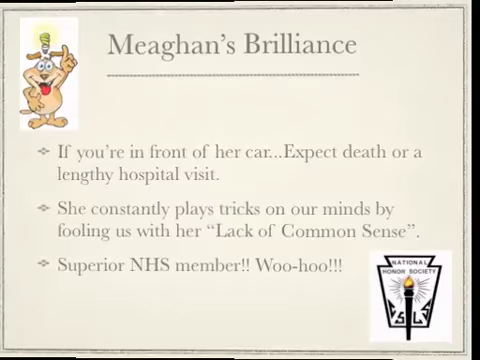 Meaghan's Brilliance
If you're in front of her car...Expect death or a
lengthy hospital visit.
She constantly plays tricks on our minds by
fooling us with her “Lack of Common Sense”.
Superior NHS member!! Woo-hoo!!!
NATIONAL
HONOR SOCIETY
C S L S